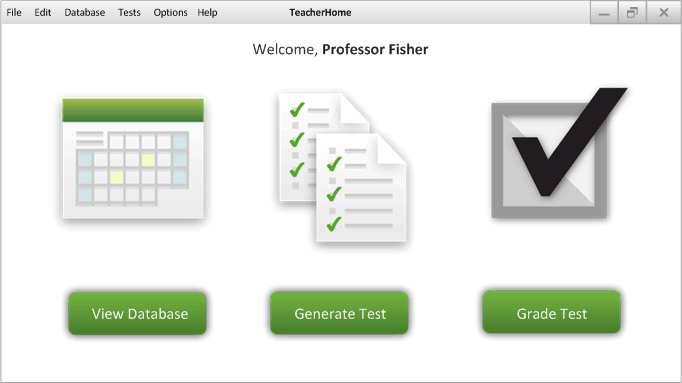 File Edit Database Tests Options Help TeacherHome
Welcome, Professor Fisher
View Database Generate Test Grade Test